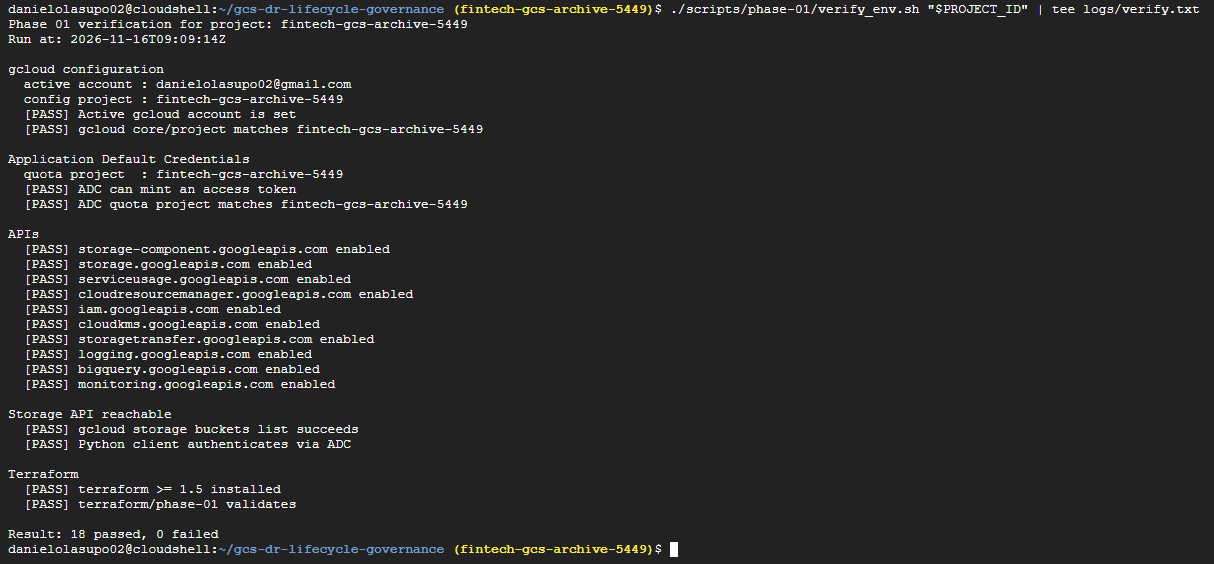 danielolasupo02@cloudshell:~/gcs-dr-lifecycle-governance (fintech-gcs-archive-5449)$ ./scripts/phase-01/verify_env.sh "$PROJECT_ID" | tee logs/verify.txt
Phase 01 verification for project: fintech-gcs-archive-5449
Run at: 2026-11-16T09:09:14Z

gcloud configuration
  active account : danielolasupo02@gmail.com
  config project : fintech-gcs-archive-5449
  [PASS] Active gcloud account is set
  [PASS] gcloud core/project matches fintech-gcs-archive-5449

Application Default Credentials
  quota project  : fintech-gcs-archive-5449
  [PASS] ADC can mint an access token
  [PASS] ADC quota project matches fintech-gcs-archive-5449

APIs
  [PASS] storage-component.googleapis.com enabled
  [PASS] storage.googleapis.com enabled
  [PASS] serviceusage.googleapis.com enabled
  [PASS] cloudresourcemanager.googleapis.com enabled
  [PASS] iam.googleapis.com enabled
  [PASS] cloudkms.googleapis.com enabled
  [PASS] storagetransfer.googleapis.com enabled
  [PASS] logging.googleapis.com enabled
  [PASS] bigquery.googleapis.com enabled
  [PASS] monitoring.googleapis.com enabled

Storage API reachable
  [PASS] gcloud storage buckets list succeeds
  [PASS] Python client authenticates via ADC

Terraform
  [PASS] terraform >= 1.5 installed
  [PASS] terraform/phase-01 validates

Result: 18 passed, 0 failed
danielolasupo02@cloudshell:~/gcs-dr-lifecycle-governance (fintech-gcs-archive-5449)$